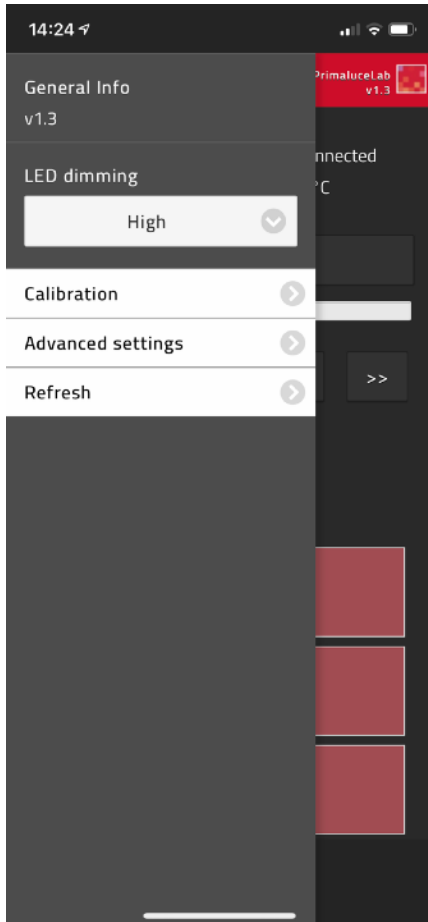 14:24
General Info
v1.3
PrimaluceLab
v1.3
nnected
°C
LED dimming
High
Calibration
Advanced settings
>>
Refresh